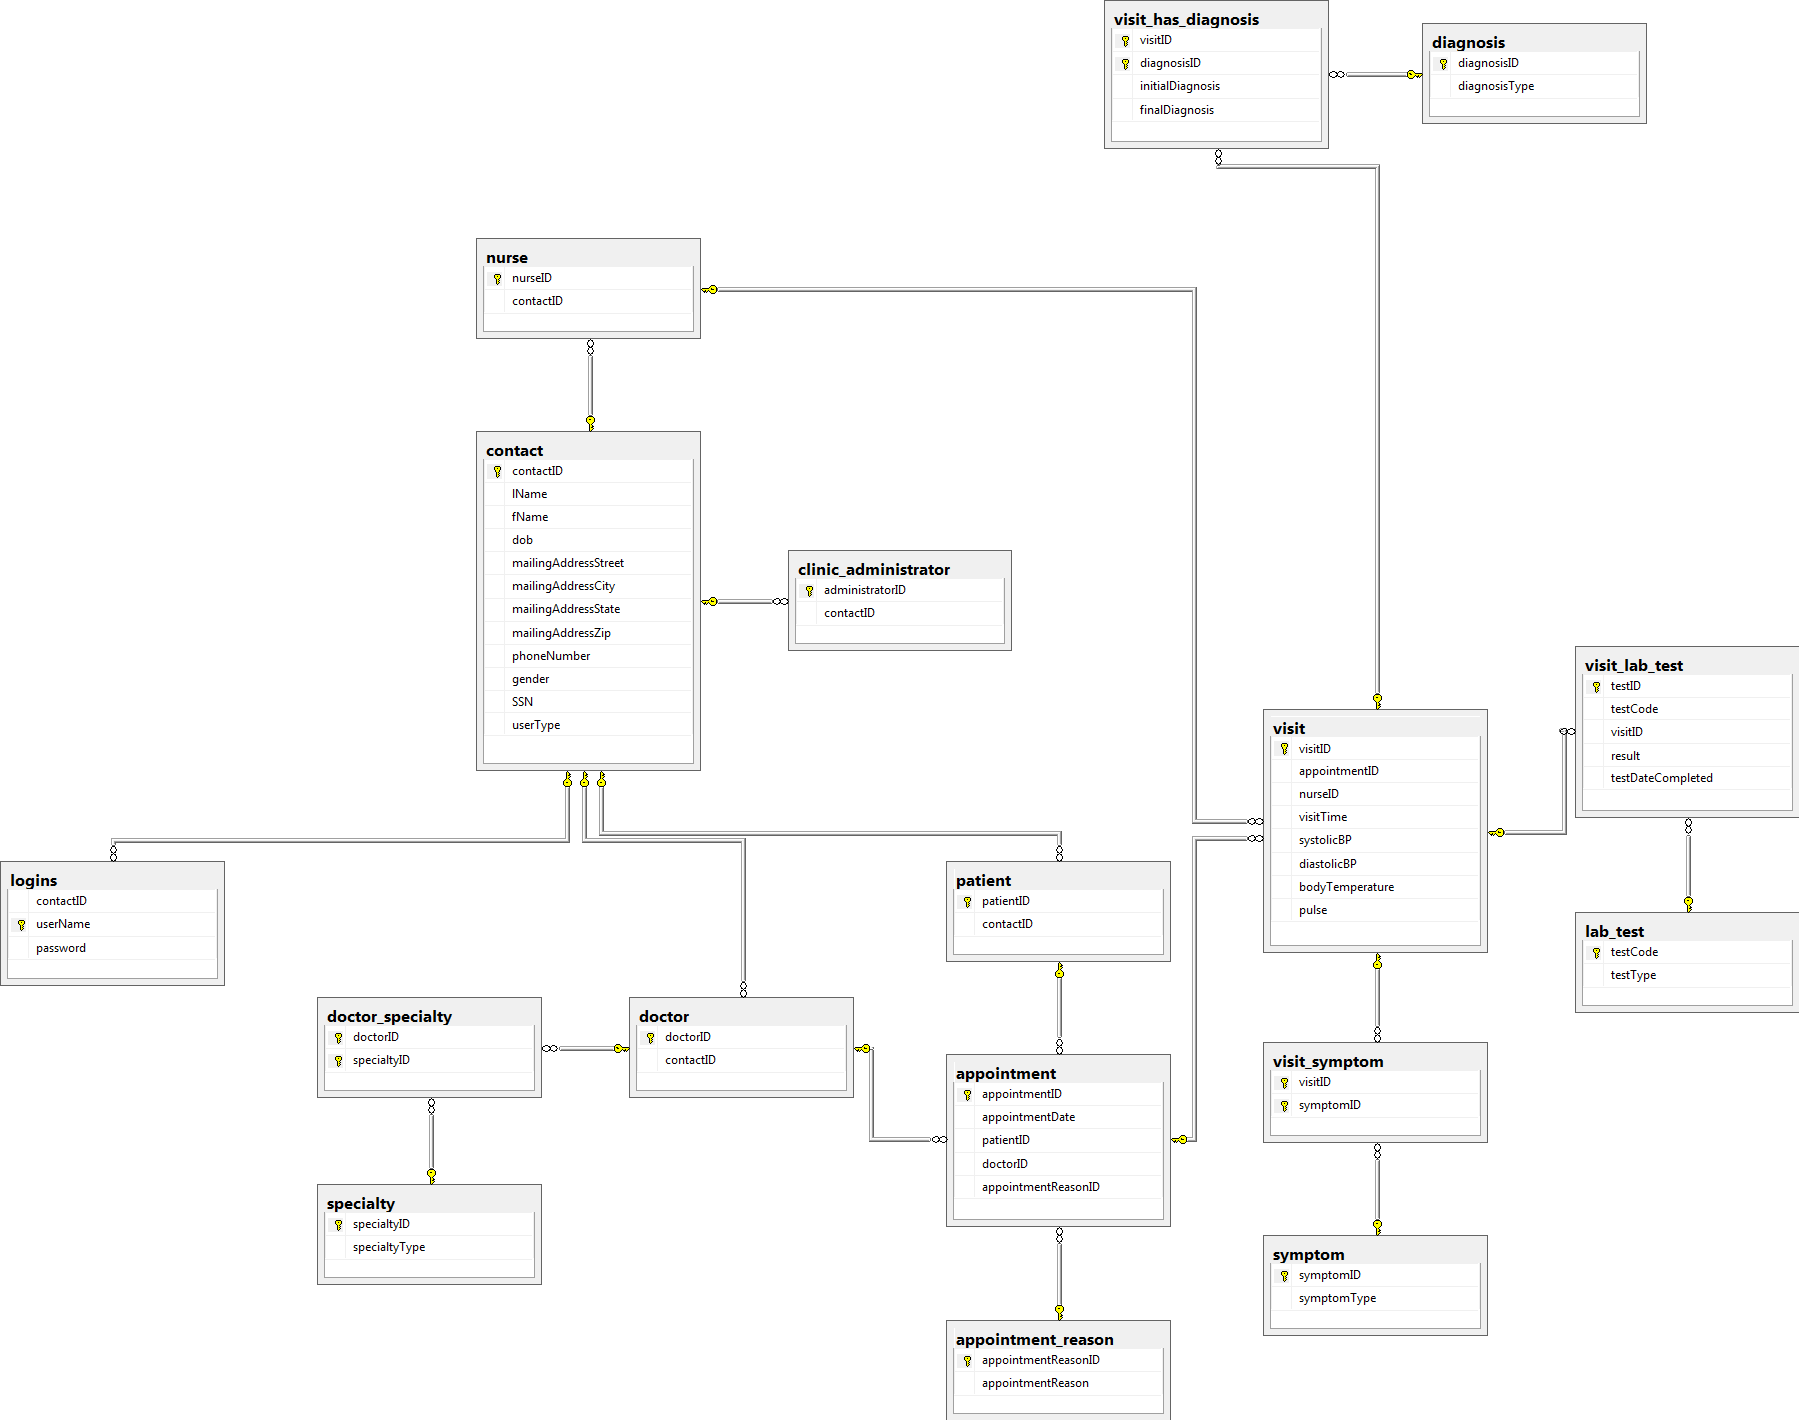 visit_has_diagnosis
visitID
diagnosisID
initialDiagnosis
finalDiagnosis
diagnosis
diagnosisID
diagnosisType
nurse
nurseID
contactID
contact
contactID
lName
fName
dob
mailingAddressStreet
mailingAddressCity
mailingAddressState
mailingAddressZip
phoneNumber
gender
SSN
userType
clinic_administrator
administratorID
contactID
visit_lab_test
testID
testCode
visitID
result
testDateCompleted
visit
visitID
appointmentID
nurseID
visitTime
systolicBP
diastolicBP
bodyTemperature
pulse
logins
contactID
userName
password
patient
patientID
contactID
lab_test
testCode
testType
doctor_specialty
doctorID
specialtyID
doctor
doctorID
contactID
appointment
appointmentID
appointmentDate
patientID
doctorID
appointmentReasonID
visit_symptom
visitID
symptomID
specialty
specialtyID
specialtyType
symptom
symptomID
symptomType
appointment_reason
appointmentReasonID
appointmentReason